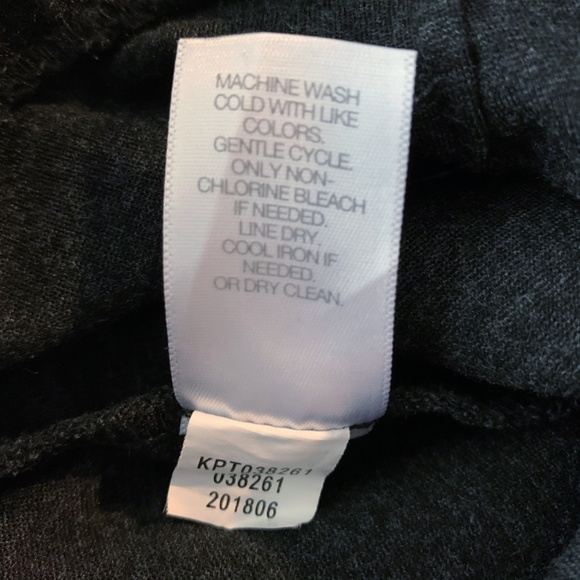 MACHINE WASH
COLD WITH LIKE
COLORS.
GENTLE CYCLE.
ONLY NON-
CHLORINE BLEACH
IF NEEDED.
LINE DRY.
COOL IRON IF
NEEDED.
OR DRY CLEAN.
KPT038261
038261
201806